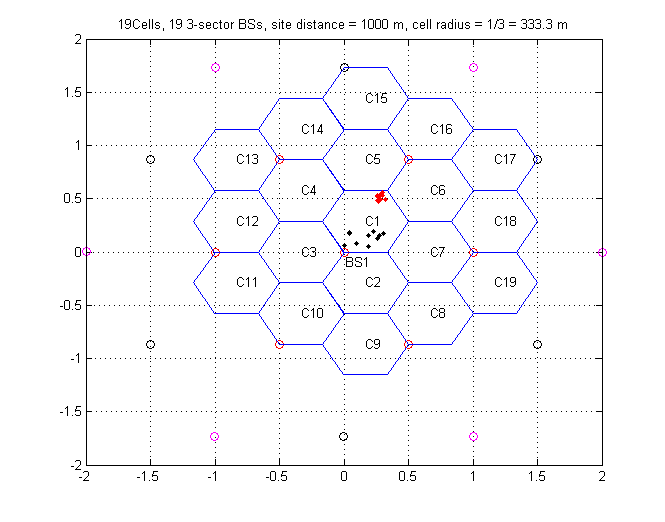 19Cells, 19 3-sector BSs, site distance = 1000 m, cell radius = 1/3 = 333.3 m
2
1.5
1
0.5
0
-0.5
-1
-1.5
-2
C15
C14
C16
C13
C5
C17
C4
C6
C12
C1
C18
C3
C7
BS1
C11
C2
C19
C10
C8
C9
-2
-1.5
-1
-0.5
0
0.5
1
1.5
2